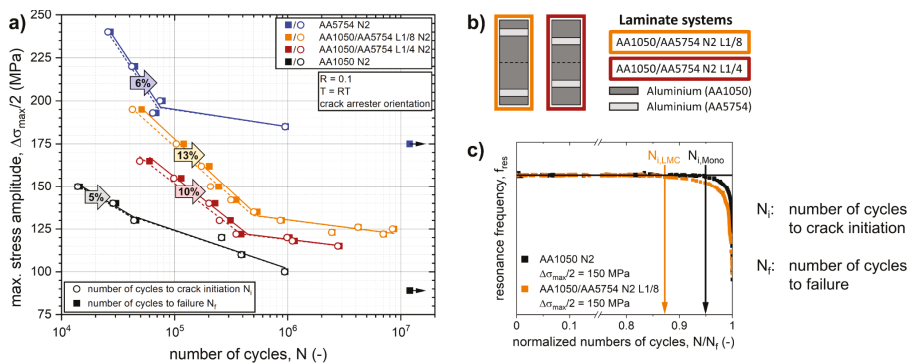 a)
max. stress amplitude, Δσmax/2 (MPa)
240
225
200
175
150
125
100
85
10⁴
10⁵
10⁶
10⁷
number of cycles, N (-)
AA5754 N2
AA1050/AA5754 N2 L1/8
AA1050/AA5754 N2 L1/4
AA1050 N2
R = 0.1
T = RT
crack arrester orientation
6%
13%
10%
5%
number of cycles to crack initiation Ni
number of cycles to failure Nf
b)
Laminate systems
AA1050/AA5754 N2 L1/8
AA1050/AA5754 N2 L1/4
Aluminium (AA1050)
Aluminium (AA5754)
c)
resonance frequency, fres
Ni,LMC
Ni,Mono
AA1050 N2
Δσmax/2 = 150 MPa
AA1050/AA5754 N2 L1/8
Δσmax/2 = 150 MPa
0
0.1
0.8
0.9
1
normalized numbers of cycles, N/Nf
Ni: number of cycles
to crack initiation
Nf: number of cycles
to failure